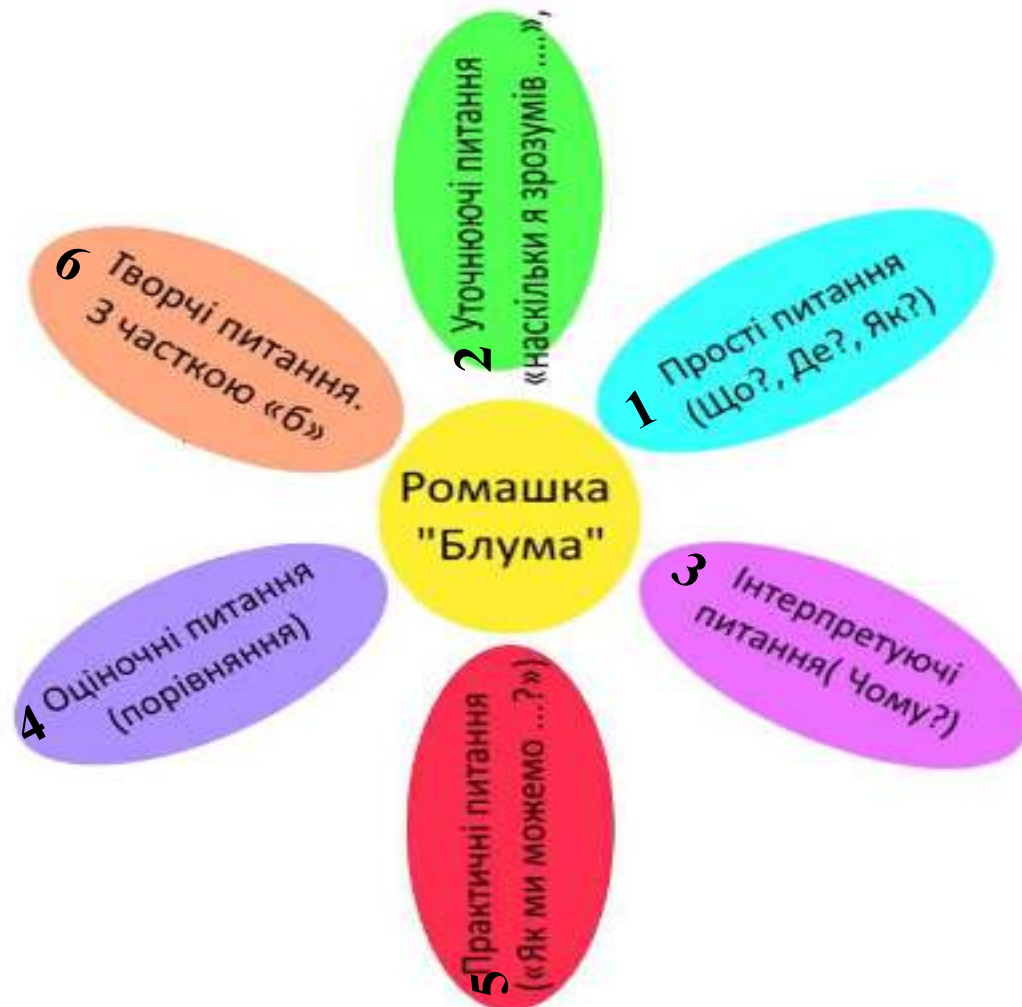 Ромашка
"Блума"
1 Прості питання
(Що?, Де?, Як?)
2 Уточнюючі питання
«наскільки я зрозумів ....»,
3 Інтерпретуючі
питання( Чому?)
4 Оціночні питання
(порівняння)
5 Практичні питання
(«Як ми можемо ...?»)
6 Творчі питання.
З часткою «б»